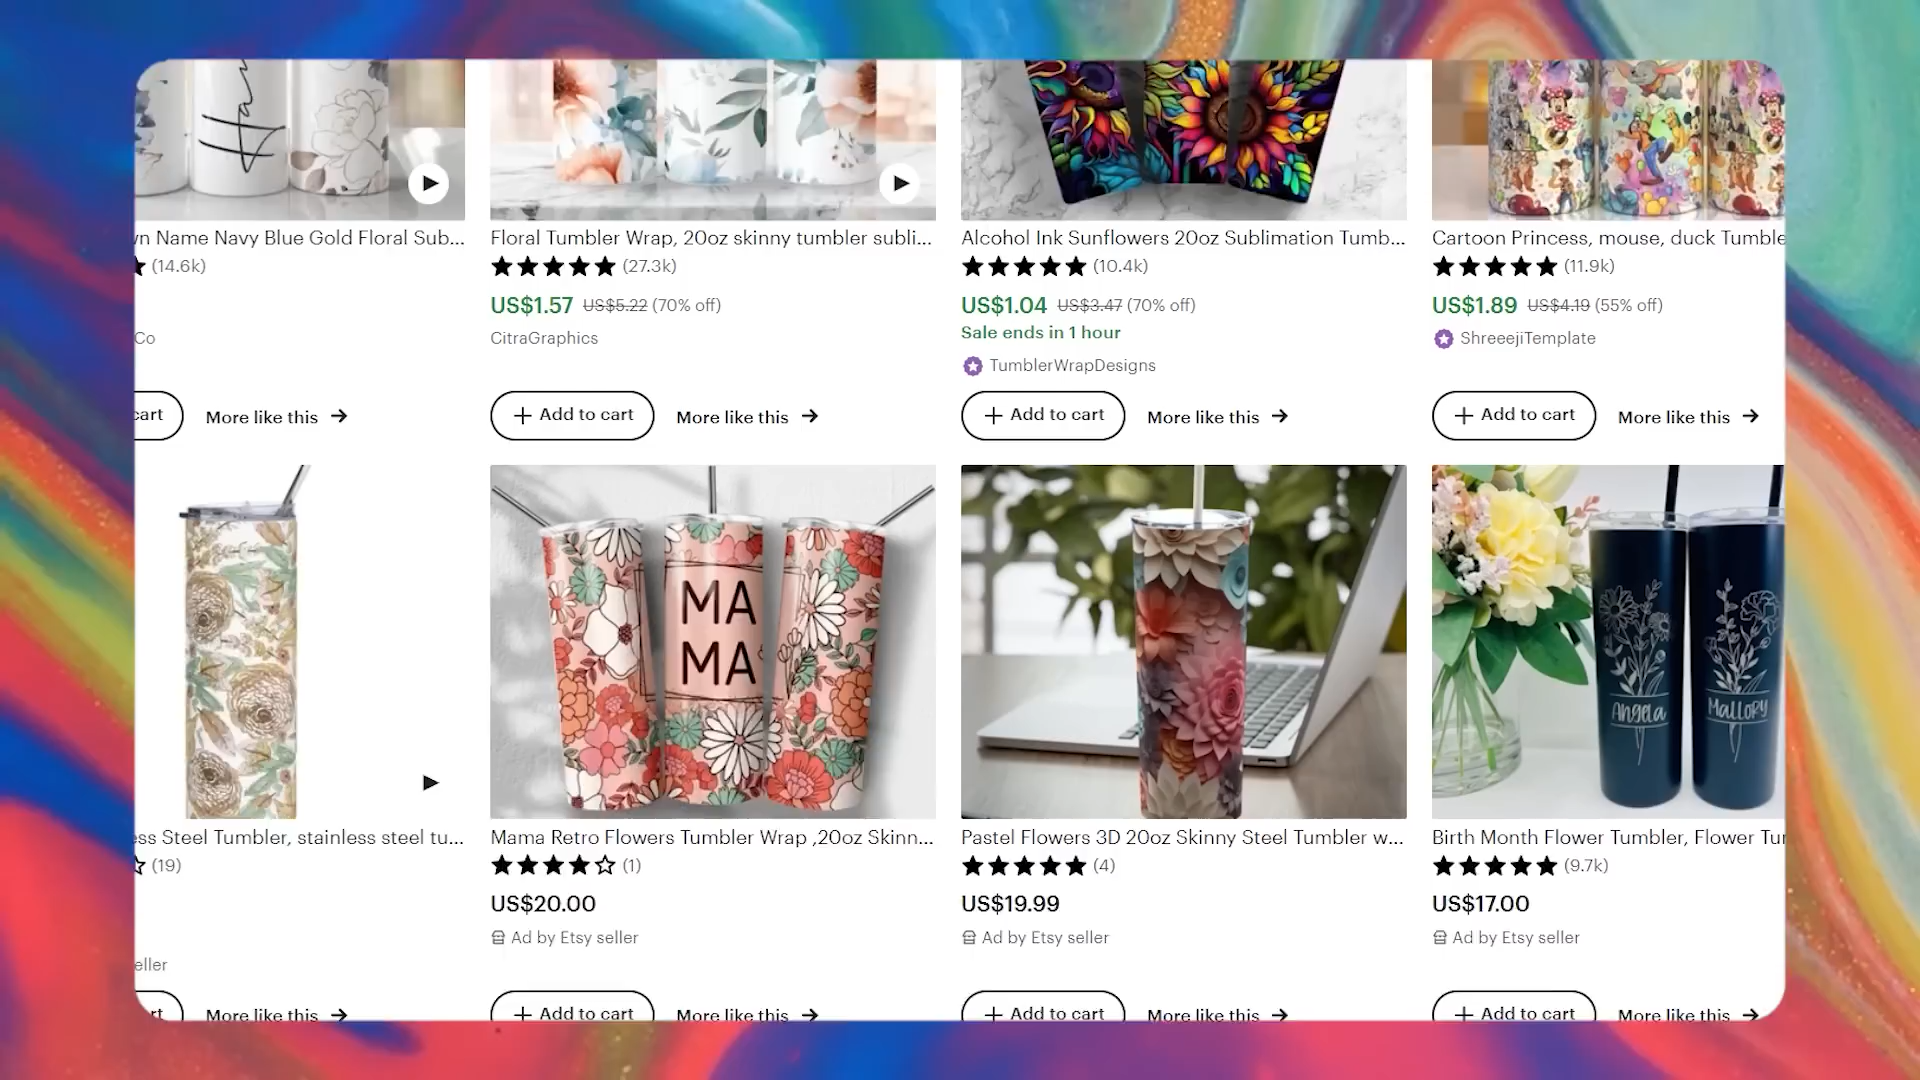 Ha
wn Name Navy Blue Gold Floral Sub...
(14.6k)
Co
cart
More like this
Floral Tumbler Wrap, 20oz skinny tumbler subli...
(27.3k)
US$1.57 US$5.22 (70% off)
CitraGraphics
+ Add to cart
More like this
Alcohol Ink Sunflowers 20oz Sublimation Tumb...
(10.4k)
US$1.04 US$3.47 (70% off)
Sale ends in 1 hour
TumblerWrapDesigns
+ Add to cart
More like this
Cartoon Princess, mouse, duck Tumble
(11.9k)
US$1.89 US$4.19 (55% off)
ShreeejiTemplate
+ Add to cart
More like this
ess Steel Tumbler, stainless steel tu...
(19)
eller
rt
More like this
MA
MA
Mama Retro Flowers Tumbler Wrap ,20oz Skinn...
(1)
US$20.00
Ad by Etsy seller
+ Add to cart
More like this
Pastel Flowers 3D 20oz Skinny Steel Tumbler w...
(4)
US$19.99
Ad by Etsy seller
+ Add to cart
More like this
Angela
Mallory
Birth Month Flower Tumbler, Flower Tu
(9.7k)
US$17.00
Ad by Etsy seller
+ Add to cart
More like this